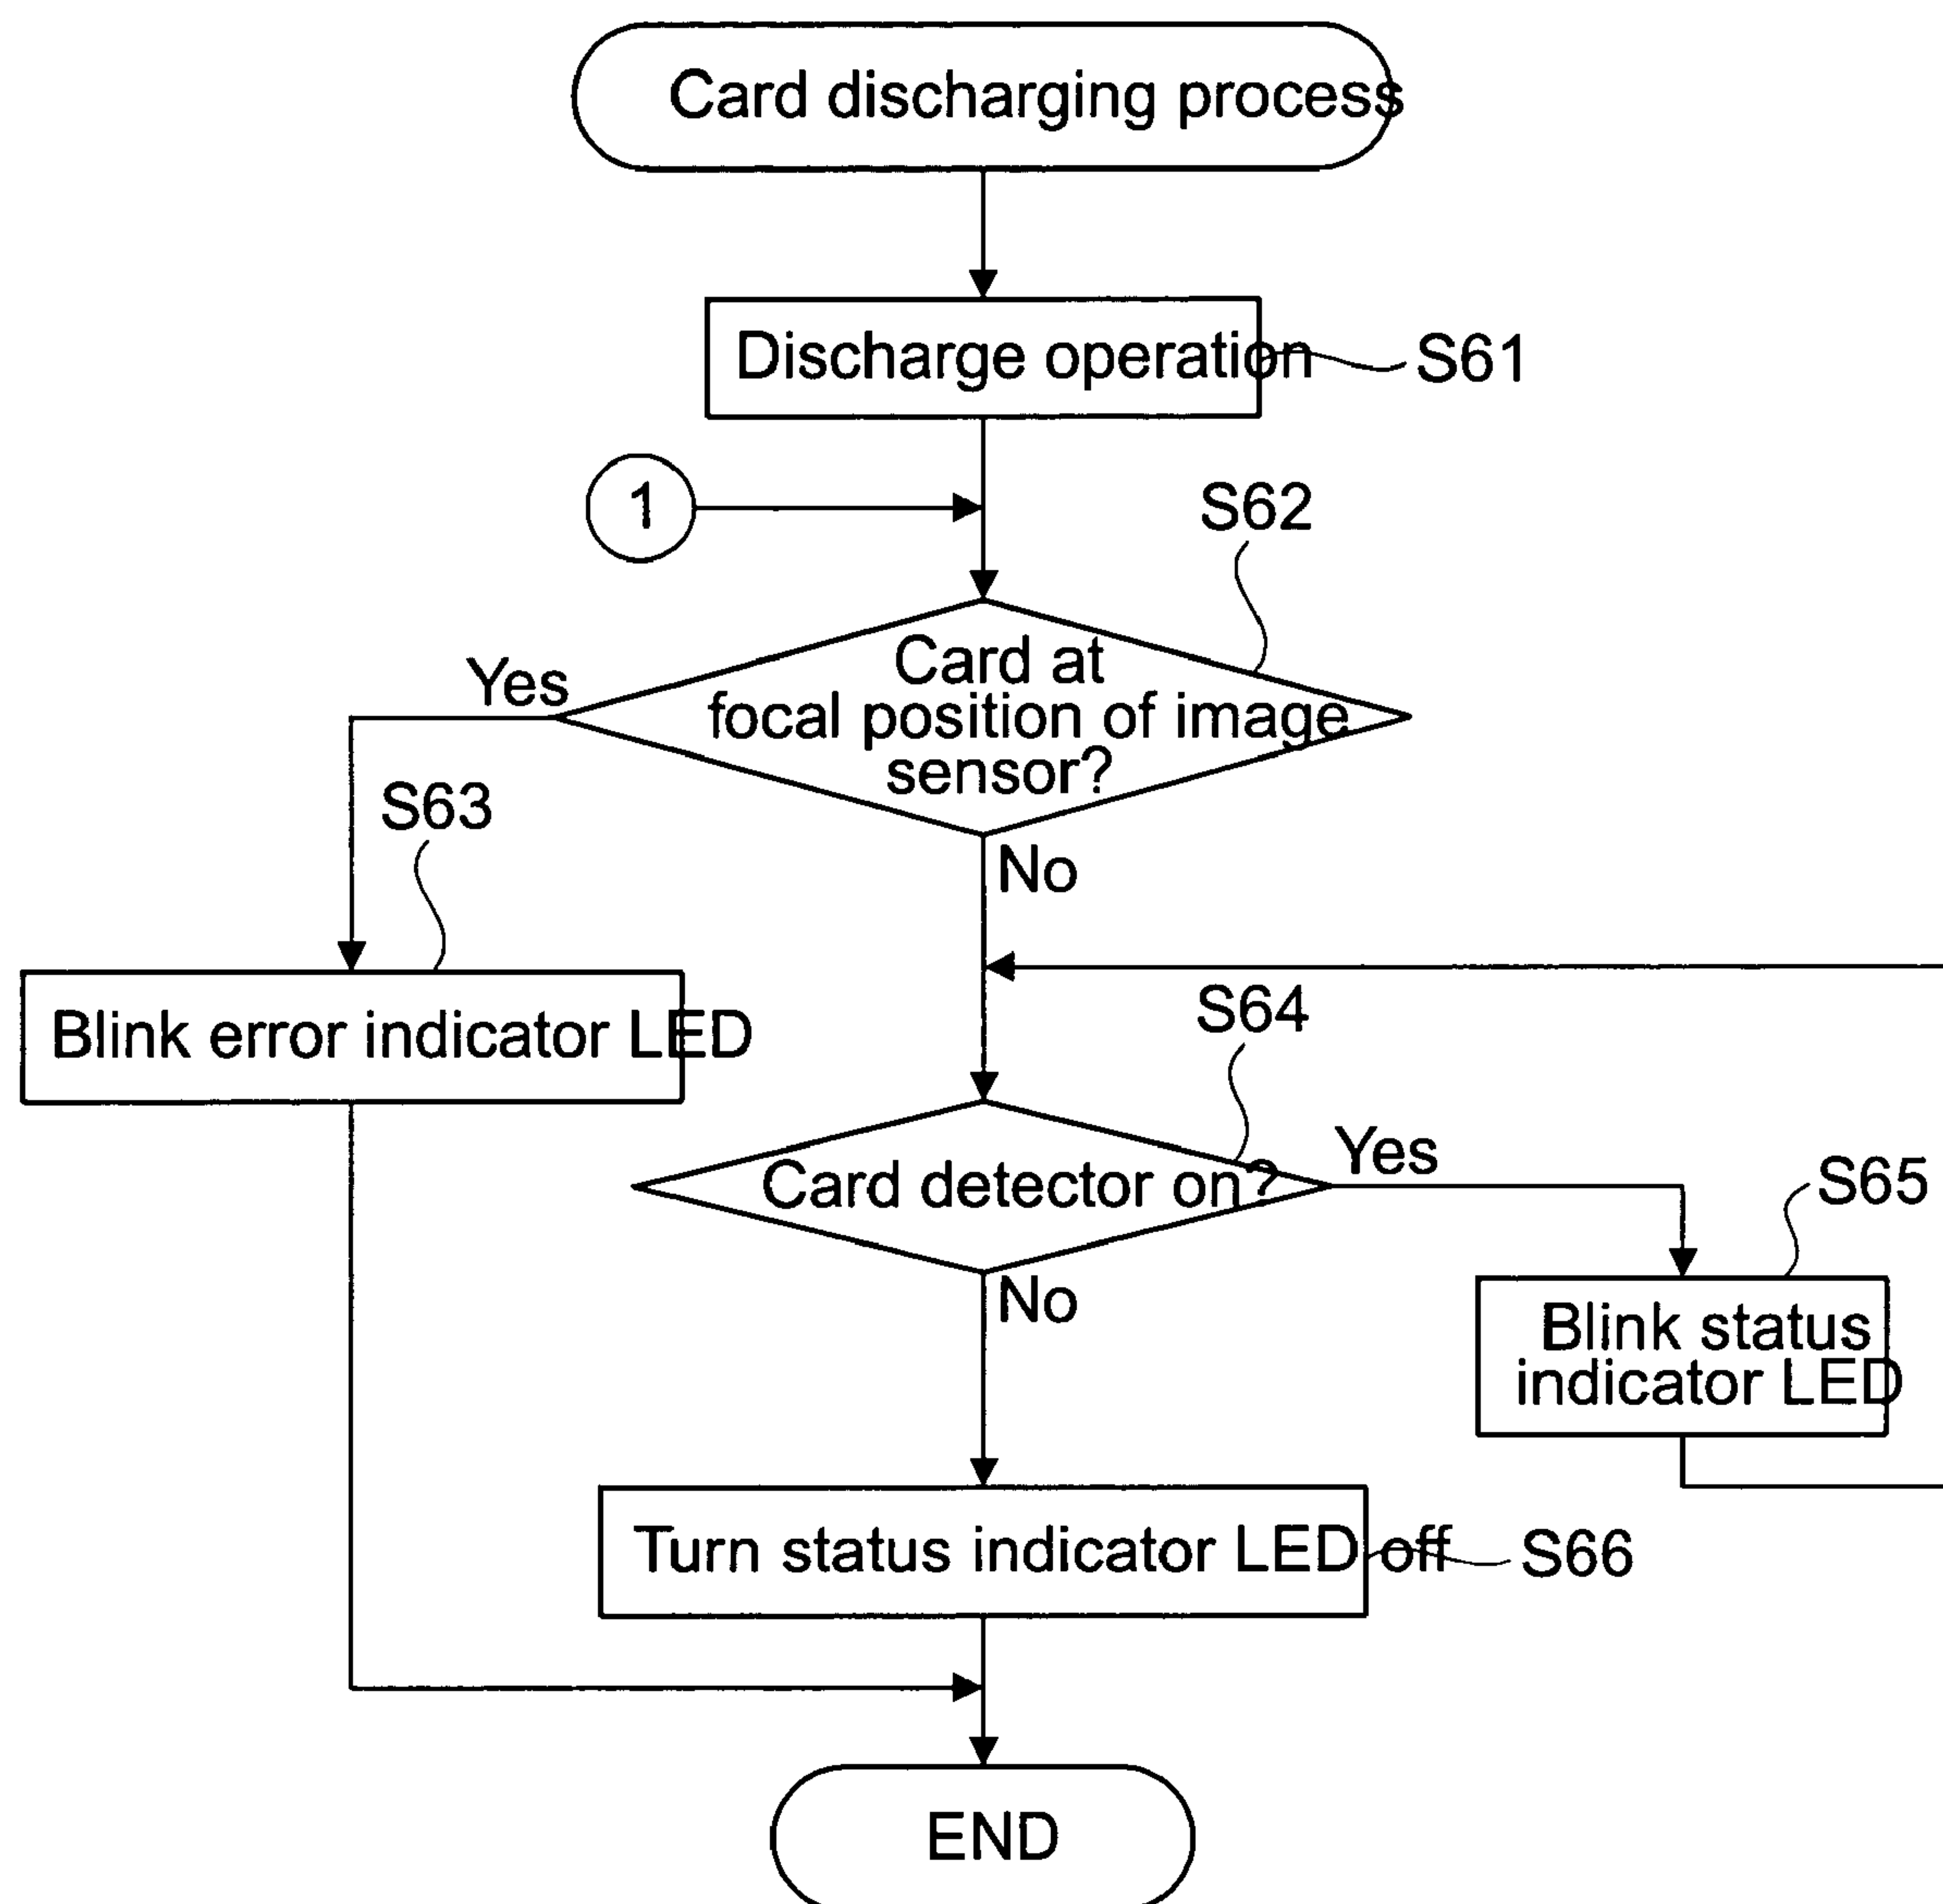 Card discharging process
Discharge operation
S61
1
S62
Card at
focal position of image
sensor?
Yes
No
S63
Blink error indicator LED
S64
Card detector on?
Yes
No
S65
Blink status
indicator LED
Turn status indicator LED off
S66
END